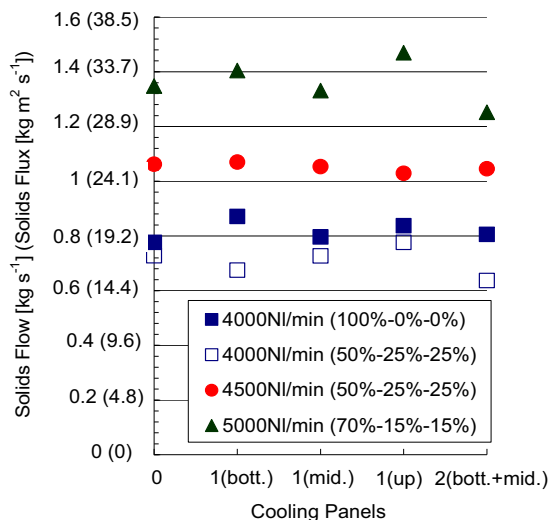 Solids Flow [kg s-1] (Solids Flux [kg m2 s-1])
1.6 (38.5)
1.4 (33.7)
1.2 (28.9)
1 (24.1)
0.8 (19.2)
0.6 (14.4)
0.4 (9.6)
0.2 (4.8)
0 (0)
4000Nl/min (100%-0%-0%)
4000Nl/min (50%-25%-25%)
4500Nl/min (50%-25%-25%)
5000Nl/min (70%-15%-15%)
0 1(bott.) 1(mid.) 1(up) 2(bott.+mid.)
Cooling Panels